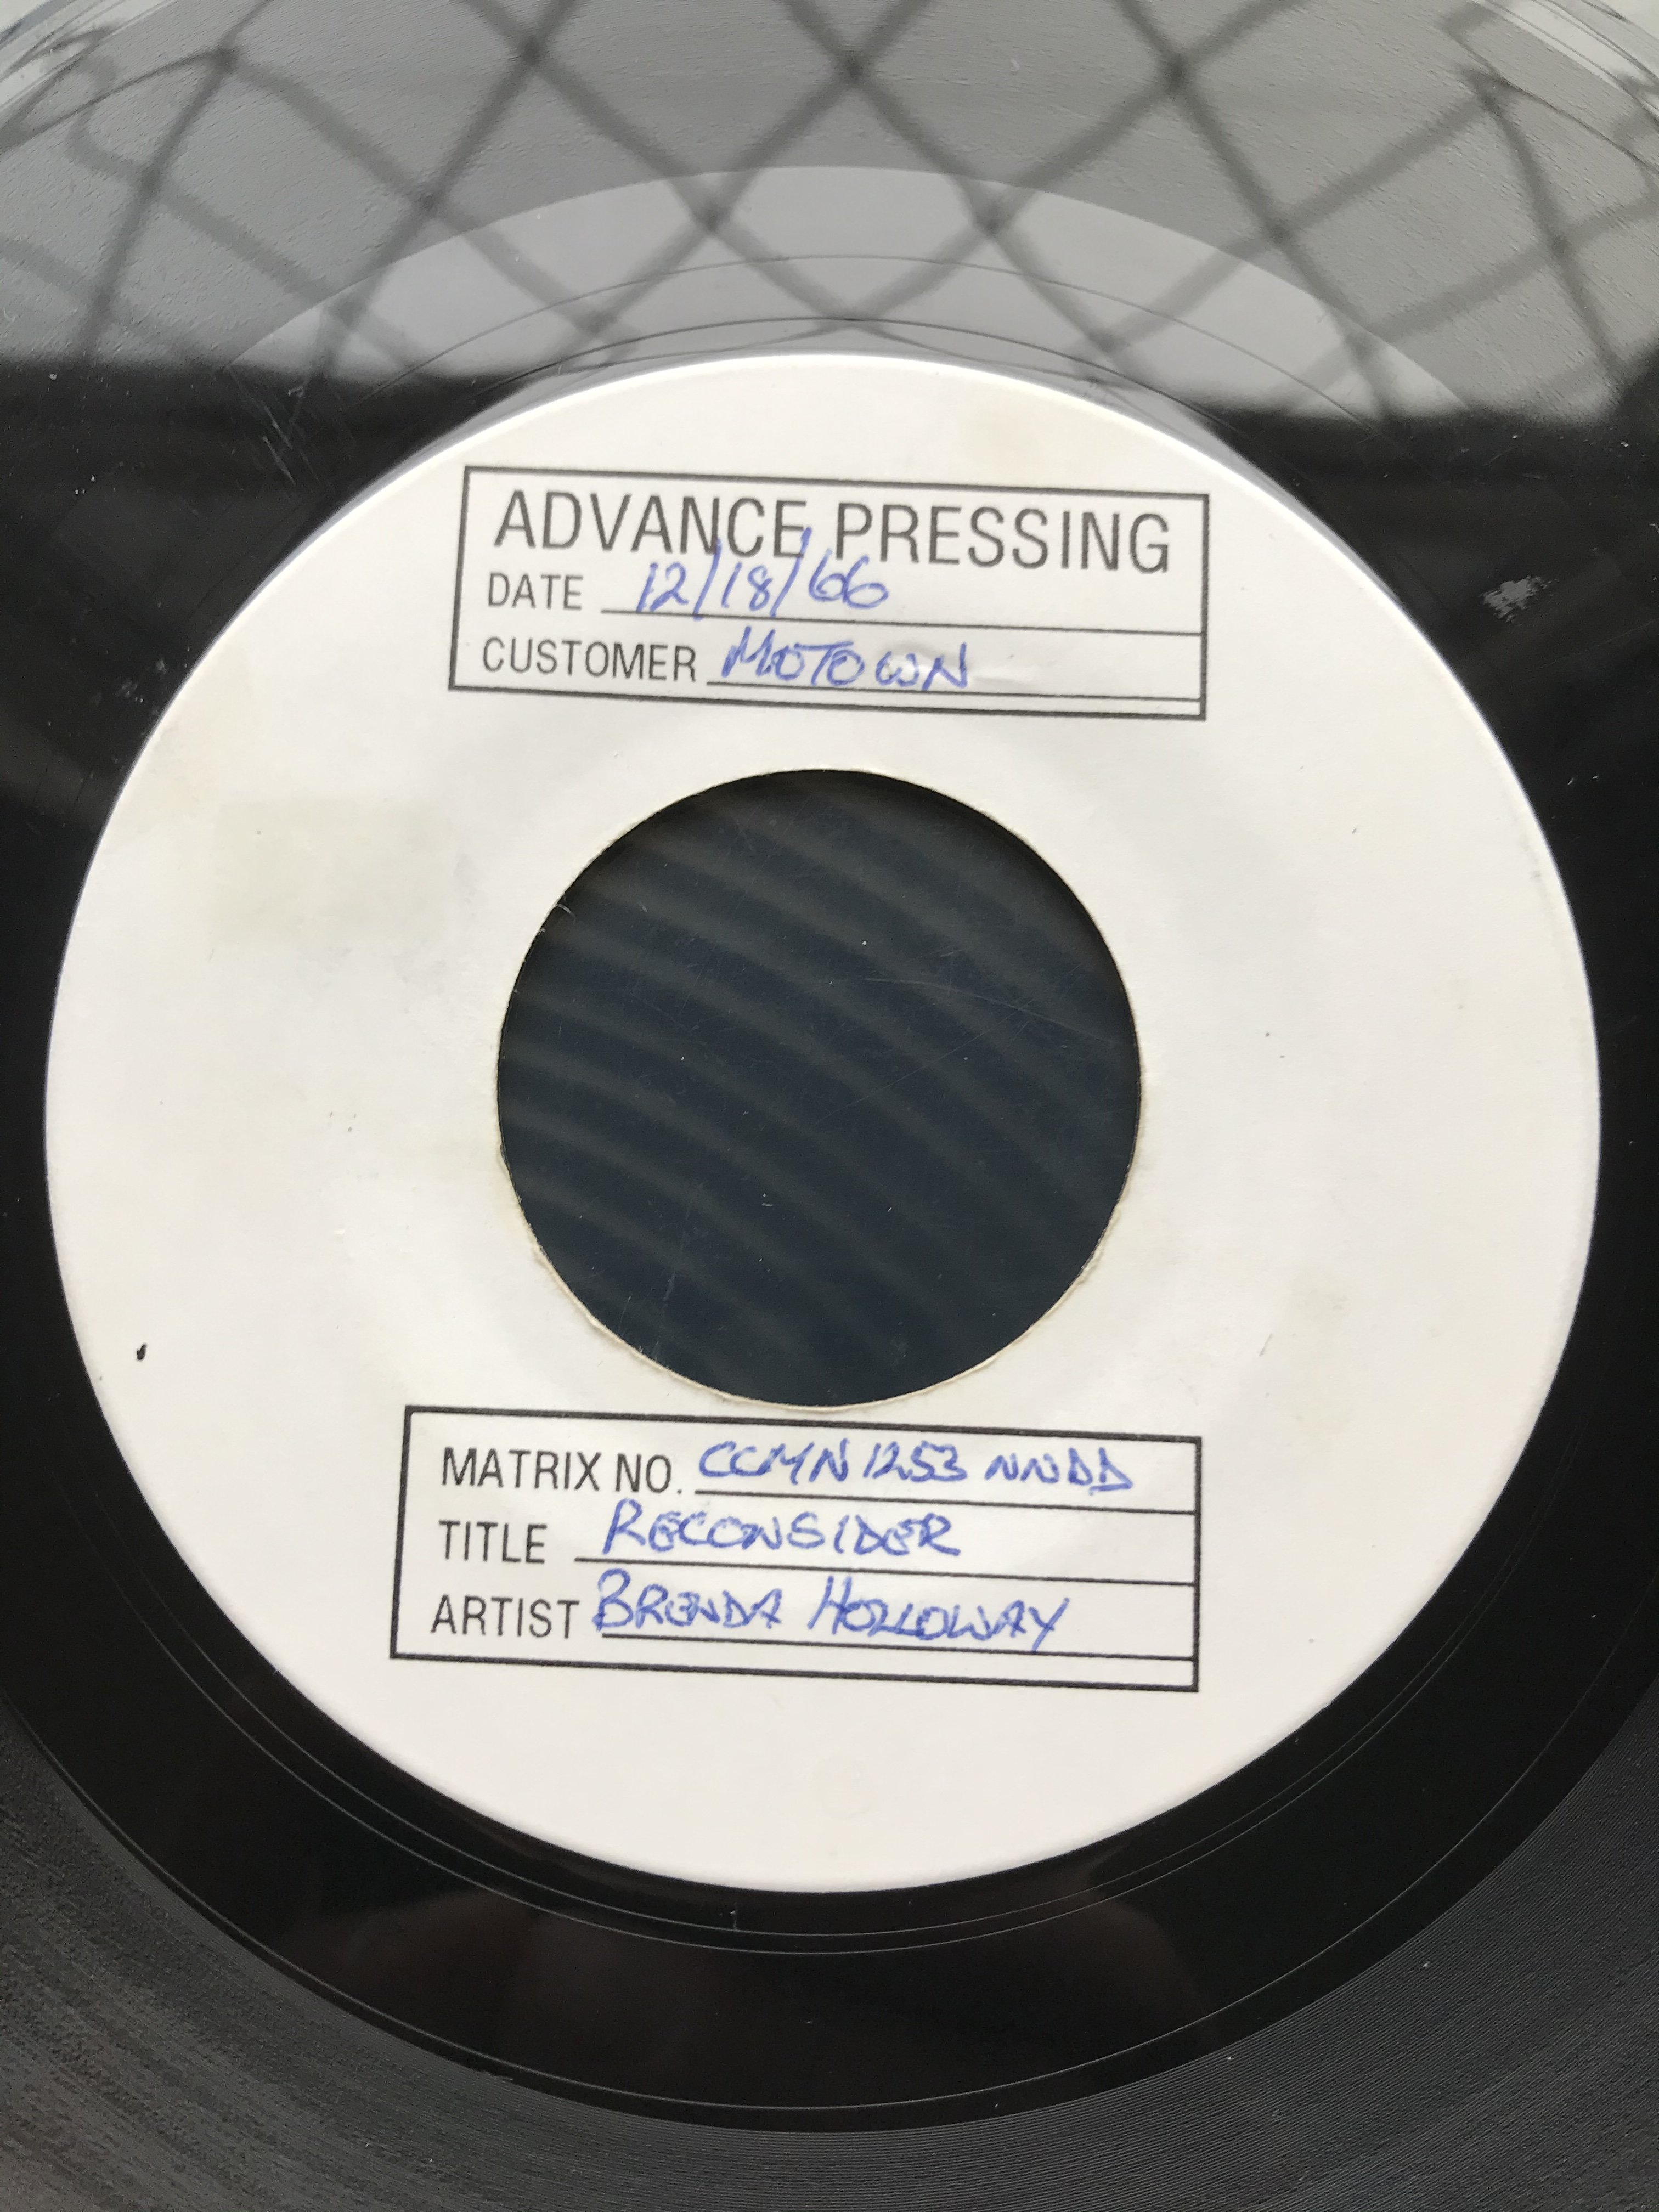 ADVANCE PRESSING
DATE 12/18/66
CUSTOMER MOTOWN
MATRIX NO. CCMN 1253 NNDD
TITLE RECONSIDER
ARTIST BRENDA HOLLOWAY